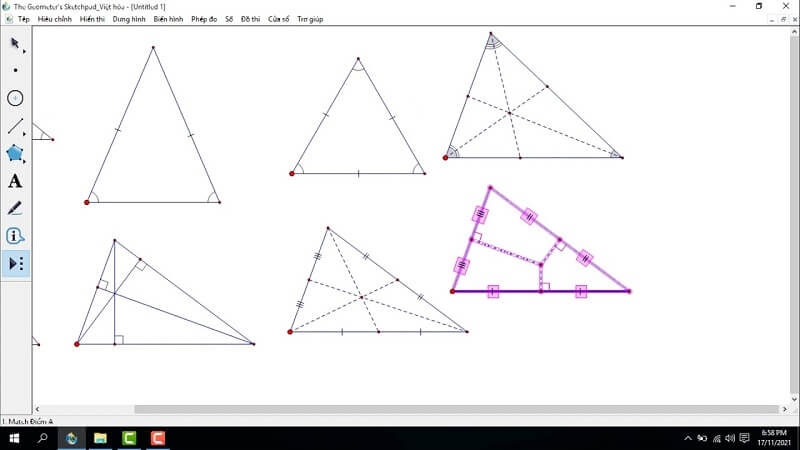 The Geometer's Sketchpad_Việt hóa - [Untitled 1]
Tệp Hiệu chỉnh Hiển thị Dựng hình Biến hình Phép đo Số Đồ thị Cửa sổ Trợ giúp
A
1. Match Điểm A
6:58 PM
17/11/2021